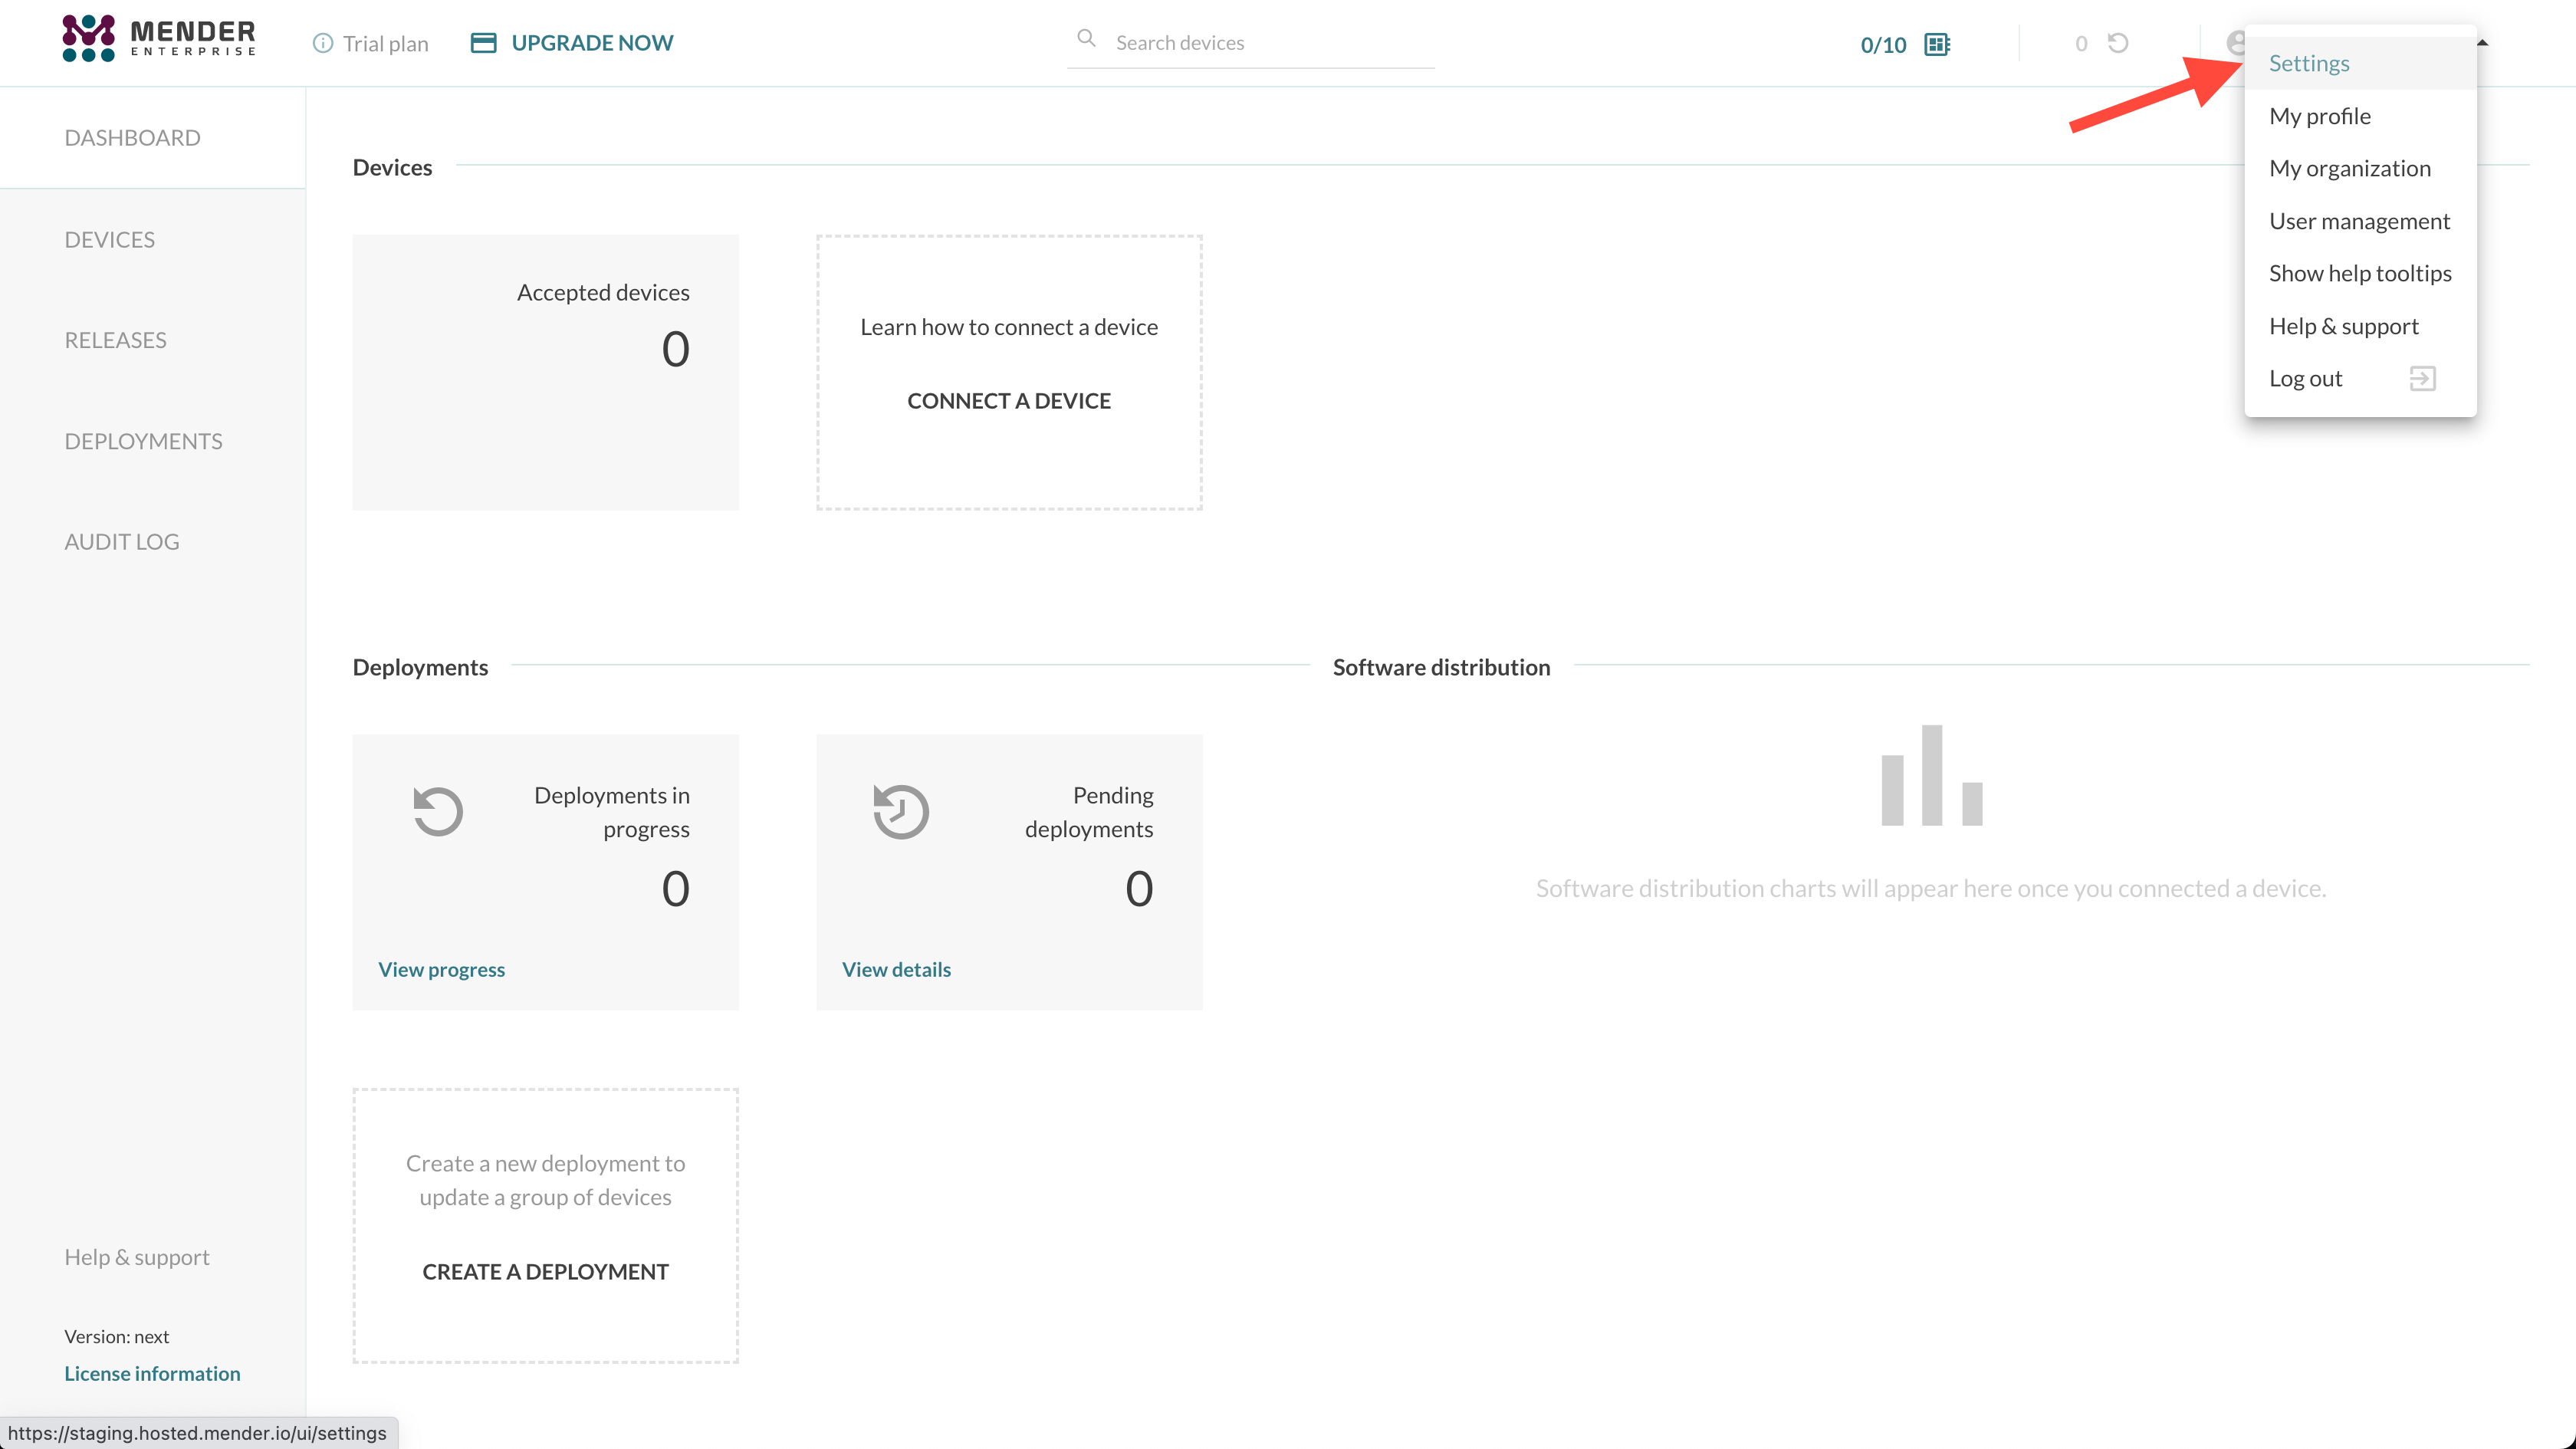 MENDER
ENTERPRISE
Trial plan
UPGRADE NOW
Search devices
0/10
0
Settings
My profile
My organization
User management
Show help tooltips
Help & support
Log out
DASHBOARD
DEVICES
RELEASES
DEPLOYMENTS
AUDIT LOG
Devices
Accepted devices
0
Learn how to connect a device
CONNECT A DEVICE
Deployments
Deployments in
progress
0
View progress
Pending
deployments
0
View details
Software distribution
Software distribution charts will appear here once you connected a device.
Create a new deployment to
update a group of devices
CREATE A DEPLOYMENT
Help & support
Version: next
License information
https://staging.hosted.mender.io/ui/settings